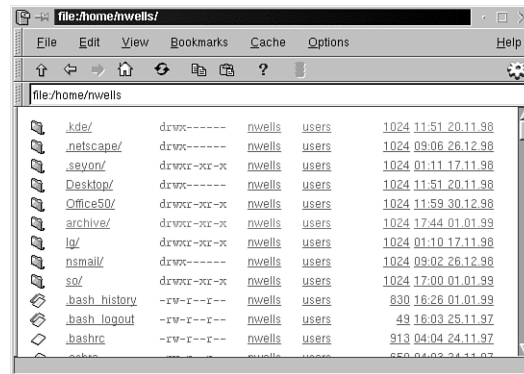 file:/home/nwells/
File Edit View Bookmarks Cache Options Help
?
file:/home/nwells
.kde/ drwx------ nwells users 1024 11:51 20.11.98
.netscape/ drwx------ nwells users 1024 09:06 26.12.98
.seyon/ drwxr-xr-x nwells users 1024 01:11 17.11.98
Desktop/ drwx------ nwells users 1024 11:51 20.11.98
Office50/ drwxr-xr-x nwells users 1024 11:59 30.12.98
archive/ drwxr-xr-x nwells users 1024 17:44 01.01.99
lg/ drwxr-xr-x nwells users 1024 01:10 17.11.98
nsmail/ drwx------ nwells users 1024 09:02 26.12.98
so/ drwxr-xr-x nwells users 1024 17:00 01.01.99
.bash_history -rw-r--r-- nwells users 830 16:26 01.01.99
.bash_logout -rw-r--r-- nwells users 49 16:03 25.11.97
.bashrc -rw-r--r-- nwells users 913 04:04 24.11.97